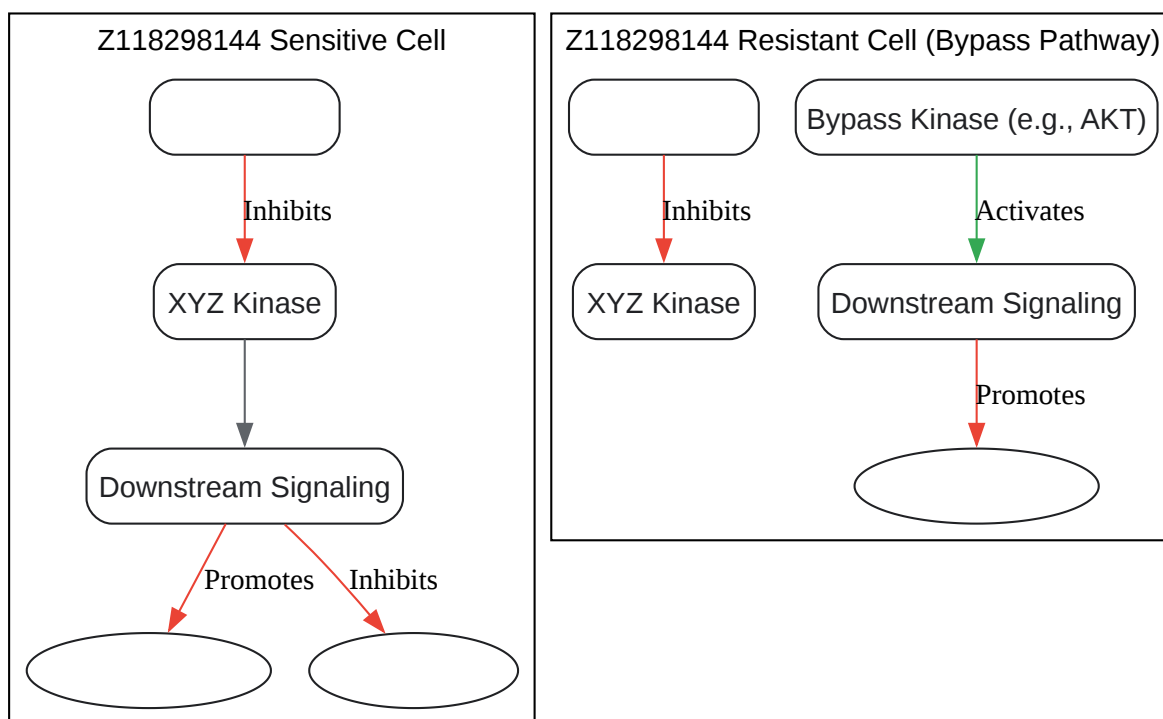 Z118298144 Sensitive Cell
Inhibits
XYZ Kinase
Downstream Signaling
Promotes
Inhibits
Z118298144 Resistant Cell (Bypass Pathway)
Bypass Kinase (e.g., AKT)
Inhibits
Activates
XYZ Kinase
Downstream Signaling
Promotes